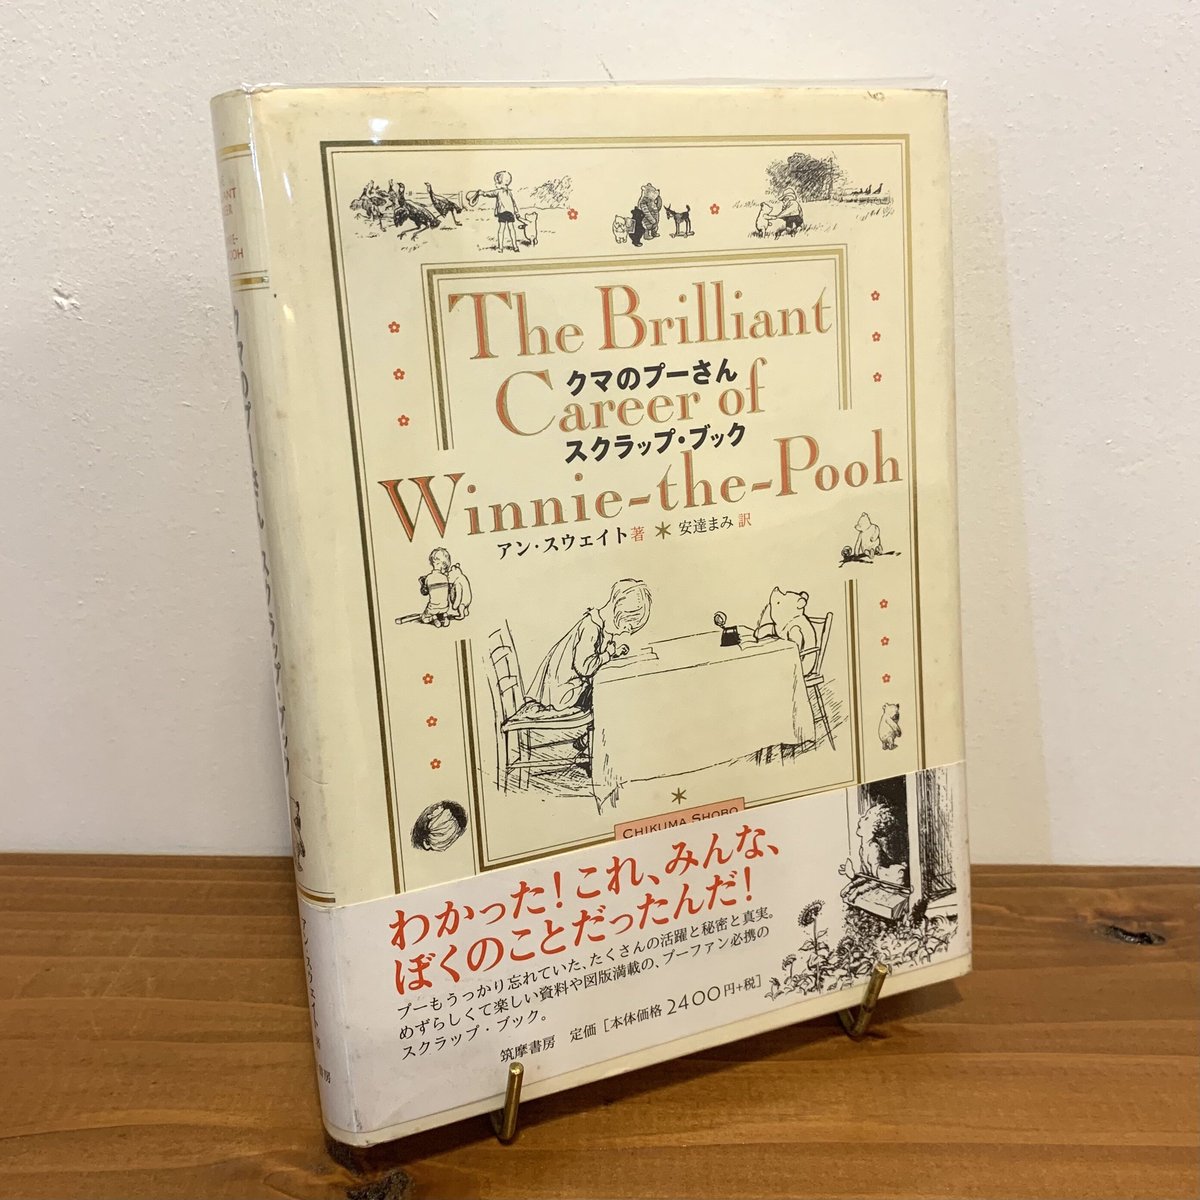 The Brilliant
クマのプーさん
Career of
スクラップ・ブック
Winnie-the-Pooh
アン・スウェイト著 安達まみ 訳
CHIKUMA SHOBO
わかった!これ、みんな、
ぼくのことだったんだ!
プーもうっかり忘れていた、たくさんの活躍と秘密と真実。
めずらしくて楽しい資料や図版満載の、プーファン必携の
スクラップ・ブック。
筑摩書房 定価[本体価格 2400円+税]